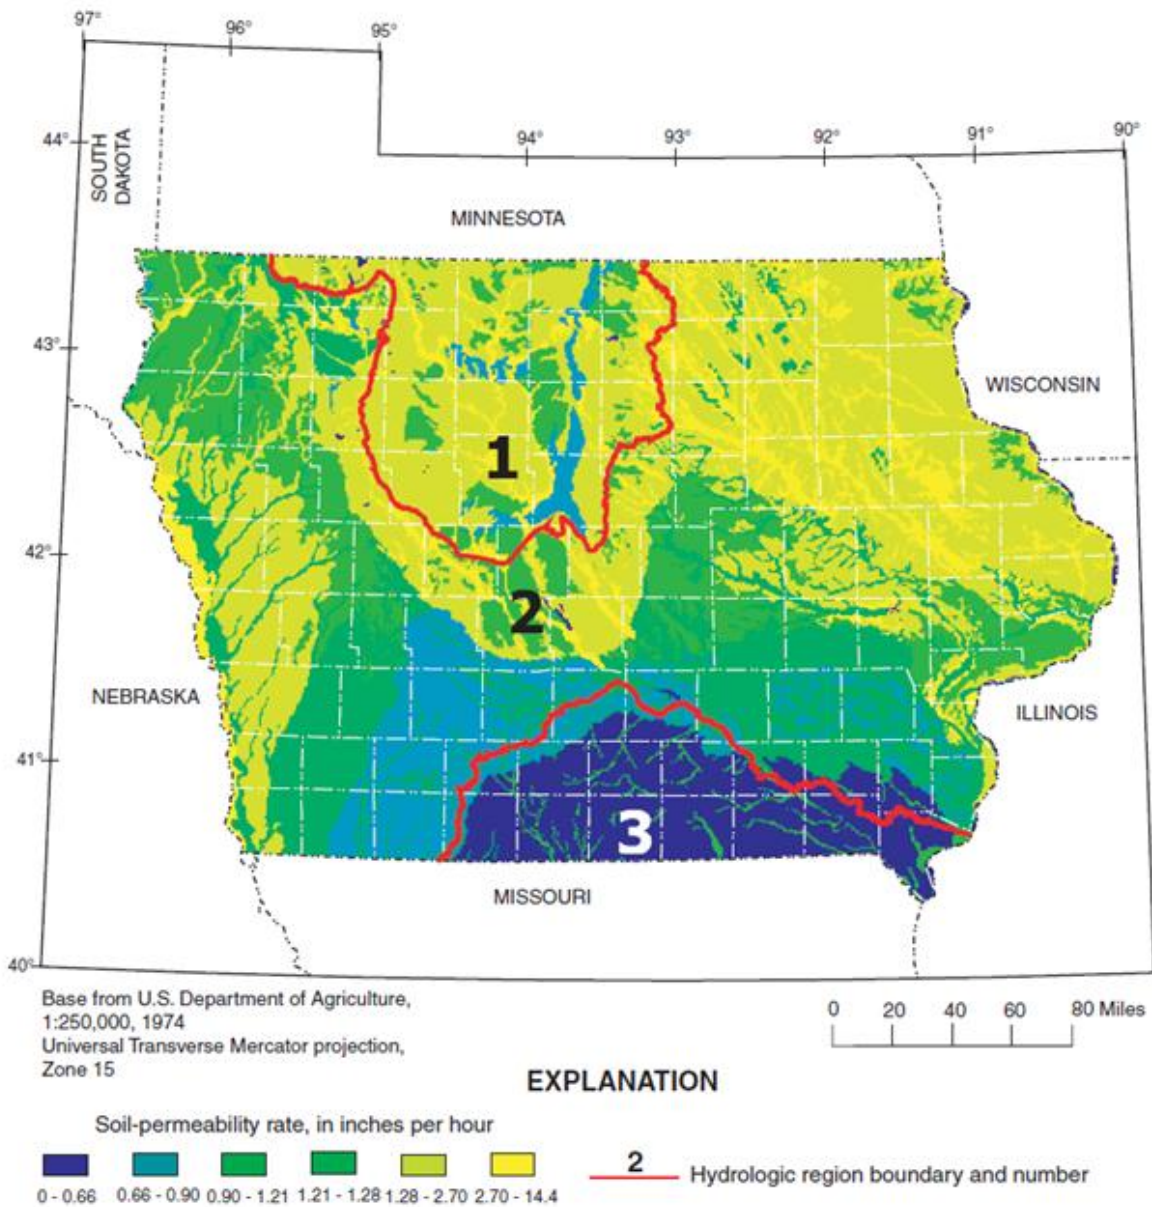 97°
96°
95°
44°
SOUTH
DAKOTA
94°
93°
92°
91°
90°
MINNESOTA
43°
WISCONSIN
1
42°
2
NEBRASKA
ILLINOIS
41°
3
MISSOURI
40°
Base from U.S. Department of Agriculture,
1:250,000, 1974
Universal Transverse Mercator projection,
Zone 15
0 20 40 60 80 Miles
EXPLANATION
Soil-permeability rate, in inches per hour
0 - 0.66 0.66 - 0.90 0.90 - 1.21 1.21 - 1.28 1.28 - 2.70 2.70 - 14.4
2
Hydrologic region boundary and number